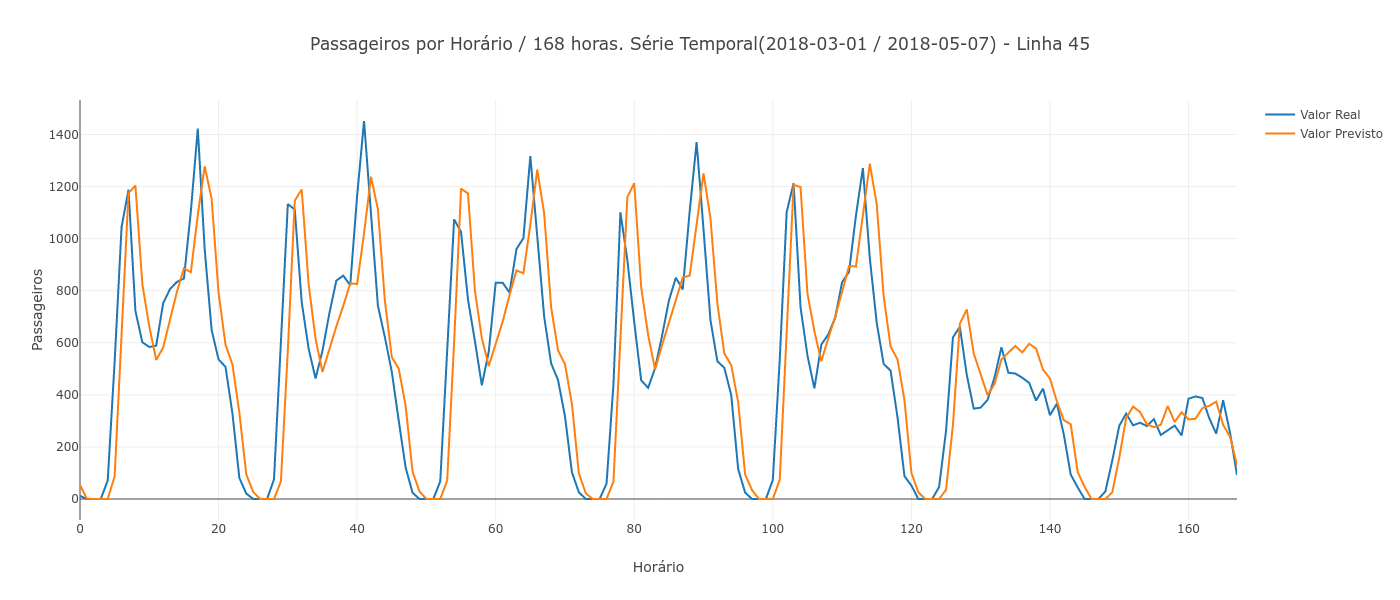 Passageiros por Horário / 168 horas. Série Temporal(2018-03-01 / 2018-05-07) - Linha 45
Valor Real
Valor Previsto
Passageiros
1400
1200
1000
800
600
400
200
0
0 20 40 60 80 100 120 140 160
Horário